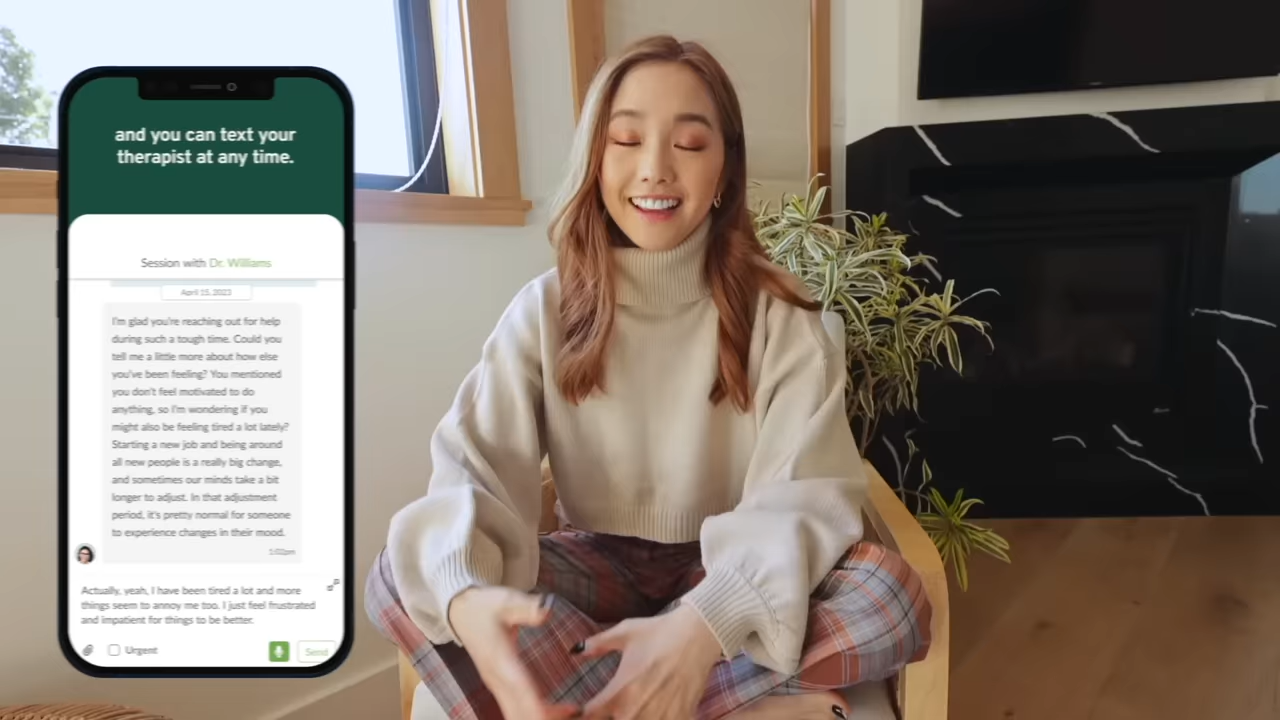 and you can text your
therapist at any time.
Session with Dr. Williams
April 15, 2023
I'm glad you're reaching out for help
during such a tough time. Could you
tell me a little more about how else
you've been feeling? You mentioned
you don't feel motivated to do
anything, so I'm wondering if you
might also be feeling tired a lot lately?
Starting a new job and being around
all new people is a really big change,
and sometimes our minds take a bit
longer to adjust. In that adjustment
period, it's pretty normal for someone
to experience changes in their mood.
1:02pm
Actually, yeah, I have been tired a lot and more
things seem to annoy me too. I just feel frustrated
and impatient for things to be better.
Urgent
Send